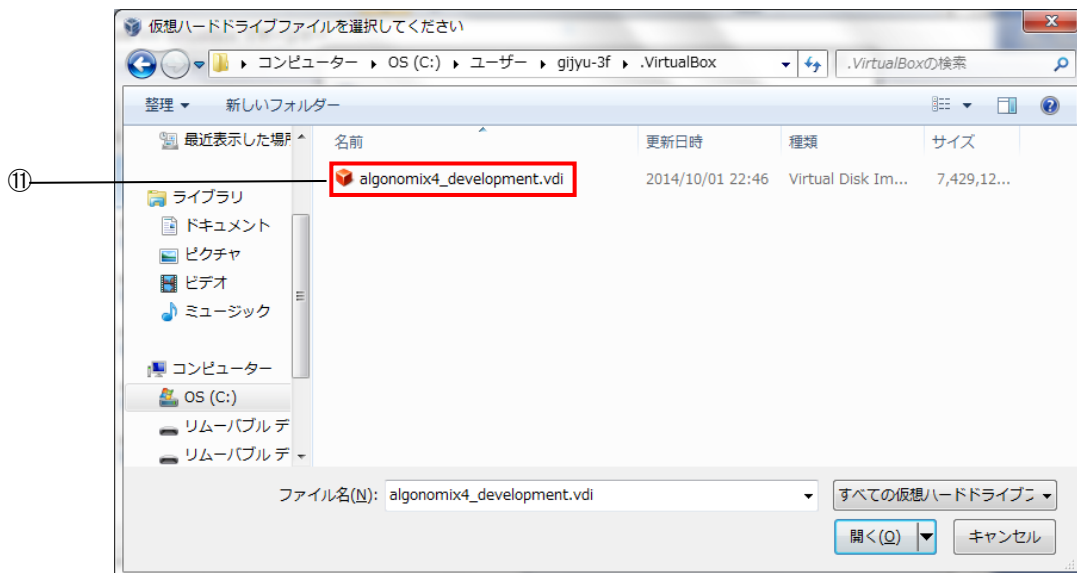 仮想ハードドライブファイルを選択してください
コンピューター ▸ OS (C:) ▸ ユーザー ▸ gijyu-3f ▸ .VirtualBox
.VirtualBoxの検索
整理 新しいフォルダー
最近表示した場所
ライブラリ
ドキュメント
ピクチャ
ビデオ
ミュージック
コンピューター
OS (C:)
リムーバブル デ
リムーバブル デ
名前 更新日時 種類 サイズ
⑪ algonomix4_development.vdi 2014/10/01 22:46 Virtual Disk Im... 7,429,12...
ファイル名(N): algonomix4_development.vdi
すべての仮想ハードドライブフ
開く(O) キャンセル